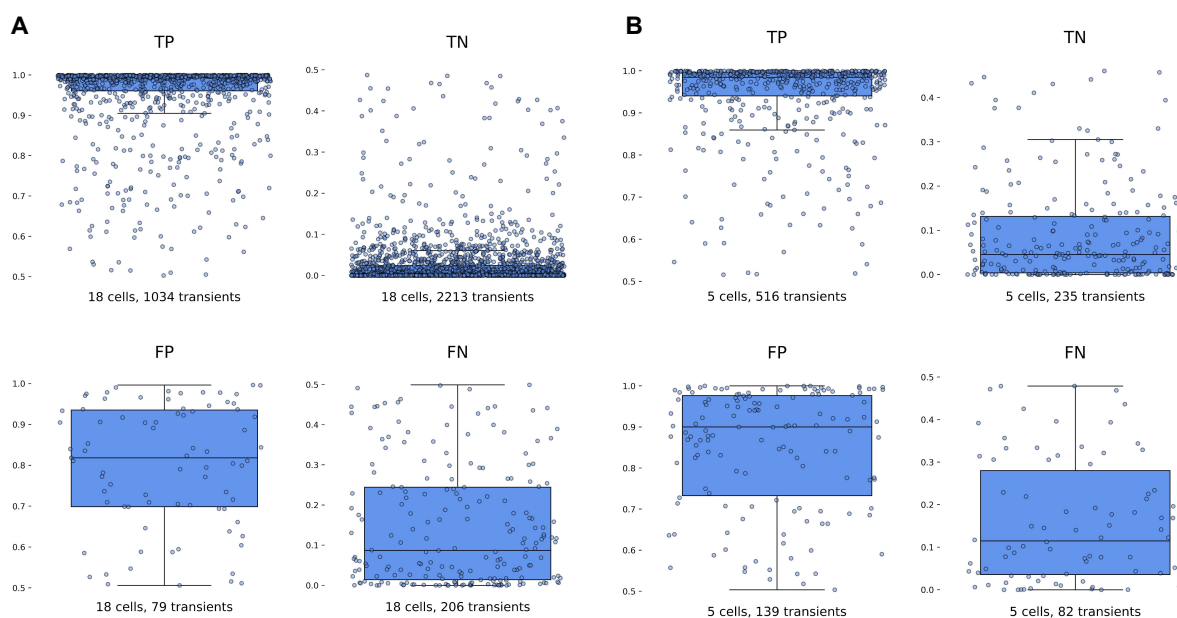 A
TP
1.0
0.9
0.8
0.7
0.6
0.5
18 cells, 1034 transients
TN
0.5
0.4
0.3
0.2
0.1
0.0
18 cells, 2213 transients
FP
1.0
0.9
0.8
0.7
0.6
0.5
18 cells, 79 transients
FN
0.5
0.4
0.3
0.2
0.1
0.0
18 cells, 206 transients
B
TP
1.0
0.9
0.8
0.7
0.6
0.5
5 cells, 516 transients
TN
0.4
0.3
0.2
0.1
0.0
5 cells, 235 transients
FP
1.0
0.9
0.8
0.7
0.6
0.5
5 cells, 139 transients
FN
0.5
0.4
0.3
0.2
0.1
0.0
5 cells, 82 transients